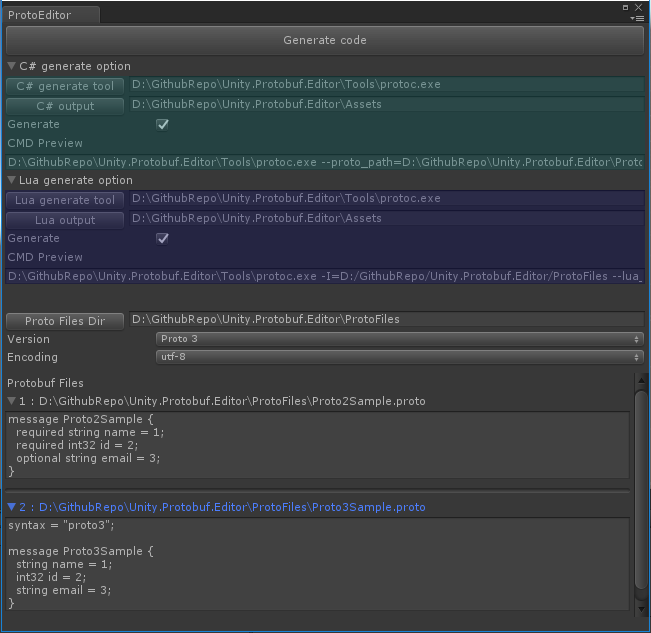 ProtoEditor
Generate code
C# generate option
C# generate tool D:\GithubRepo\Unity.Protobuf.Editor\Tools\protoc.exe
C# output D:\GithubRepo\Unity.Protobuf.Editor\Assets
Generate
CMD Preview
D:\GithubRepo\Unity.Protobuf.Editor\Tools\protoc.exe --proto_path=D:\GithubRepo\Unity.Protobuf.Editor\Proto
Lua generate option
Lua generate tool D:\GithubRepo\Unity.Protobuf.Editor\Tools\protoc.exe
Lua output D:\GithubRepo\Unity.Protobuf.Editor\Assets
Generate
CMD Preview
D:\GithubRepo\Unity.Protobuf.Editor\Tools\protoc.exe -I=D:/GithubRepo/Unity.Protobuf.Editor/ProtoFiles --lua_
Proto Files Dir D:\GithubRepo\Unity.Protobuf.Editor\ProtoFiles
Version Proto 3
Encoding utf-8
Protobuf Files
1 : D:\GithubRepo\Unity.Protobuf.Editor\ProtoFiles\Proto2Sample.proto
message Proto2Sample {
required string name = 1;
required int32 id = 2;
optional string email = 3;
}
2 : D:\GithubRepo\Unity.Protobuf.Editor\ProtoFiles\Proto3Sample.proto
syntax = "proto3";
message Proto3Sample {
string name = 1;
int32 id = 2;
string email = 3;
}